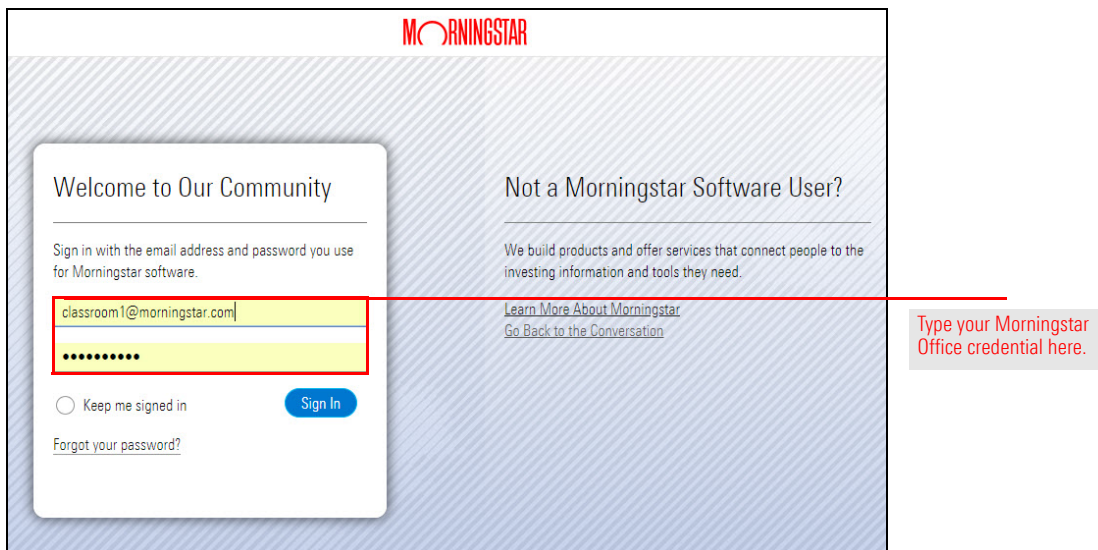 MORNINGSTAR
Welcome to Our Community
Sign in with the email address and password you use
for Morningstar software.
classroom1@morningstar.com
••••••••••
Keep me signed in
Sign In
Forgot your password?
Not a Morningstar Software User?
We build products and offer services that connect people to the
investing information and tools they need.
Learn More About Morningstar
Go Back to the Conversation
Type your Morningstar
Office credential here.